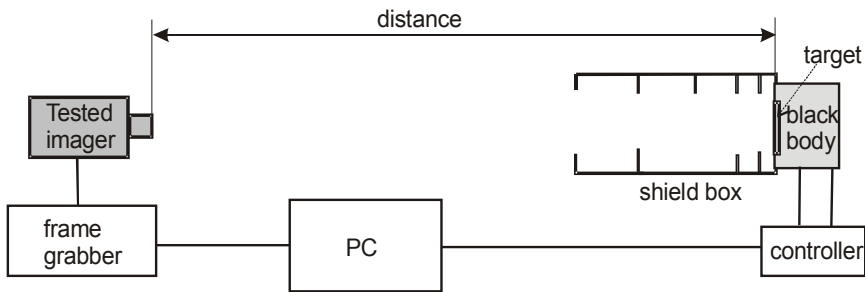 distance
target
Tested
imager
black
body
shield box
frame
grabber
PC
controller